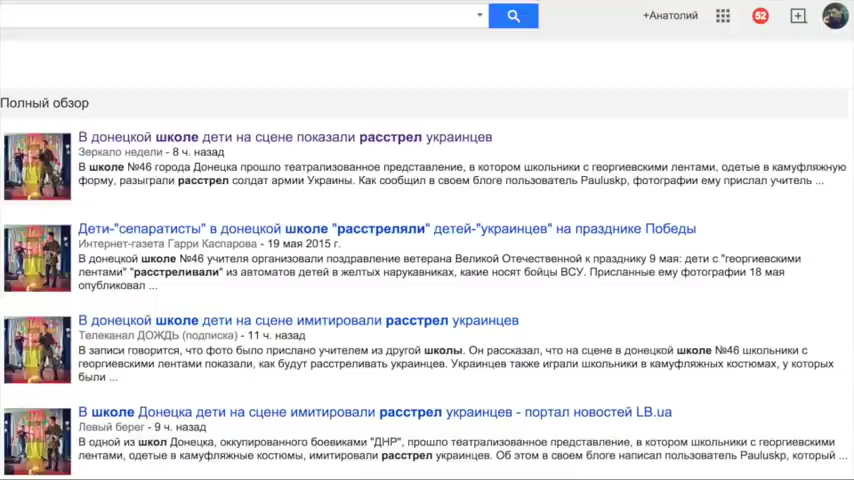 +Анатолий
52
Полный обзор
В донецкой школе дети на сцене показали расстрел украинцев
Зеркало недели - 8 ч. назад
В школе №46 города Донецка прошло театрализованное представление, в котором школьники с георгиевскими лентами, одетые в камуфляжную
форму, разыграли расстрел солдат армии Украины. Как сообщил в своем блоге пользователь Pauluskp, фотографии ему прислал учитель ...
Дети-"сепаратисты" в донецкой школе "расстреляли" детей-"украинцев" на празднике Победы
Интернет-газета Гарри Каспарова - 19 мая 2015 г.
В донецкой школе №46 учителя организовали поздравление ветерана Великой Отечественной к празднику 9 мая: дети с "георгиевскими
лентами" "расстреливали" из автоматов детей в желтых нарукавниках, какие носят бойцы ВСУ. Присланные ему фотографии 18 мая
опубликовал ...
В донецкой школе дети на сцене имитировали расстрел украинцев
Телеканал ДОЖДЬ (подписка) - 11 ч. назад
В записи говорится, что фото было прислано учителем из другой школы. Он рассказал, что на сцене в донецкой школе №46 школьники с
георгиевскими лентами показали, как будут расстреливать украинцев. Украинцев также играли школьники в камуфляжных костюмах, у которых
были ...
В школе Донецка дети на сцене имитировали расстрел украинцев - портал новостей LB.ua
Левый берег - 9 ч. назад
В одной из школ Донецка, оккупированного боевиками "ДНР", прошло театрализованное представление, в котором школьники с георгиевскими
лентами, одетые в камуфляжные костюмы, имитировали расстрел украинцев. Об этом в своем блоге написал пользователь Pauluskp, который ...